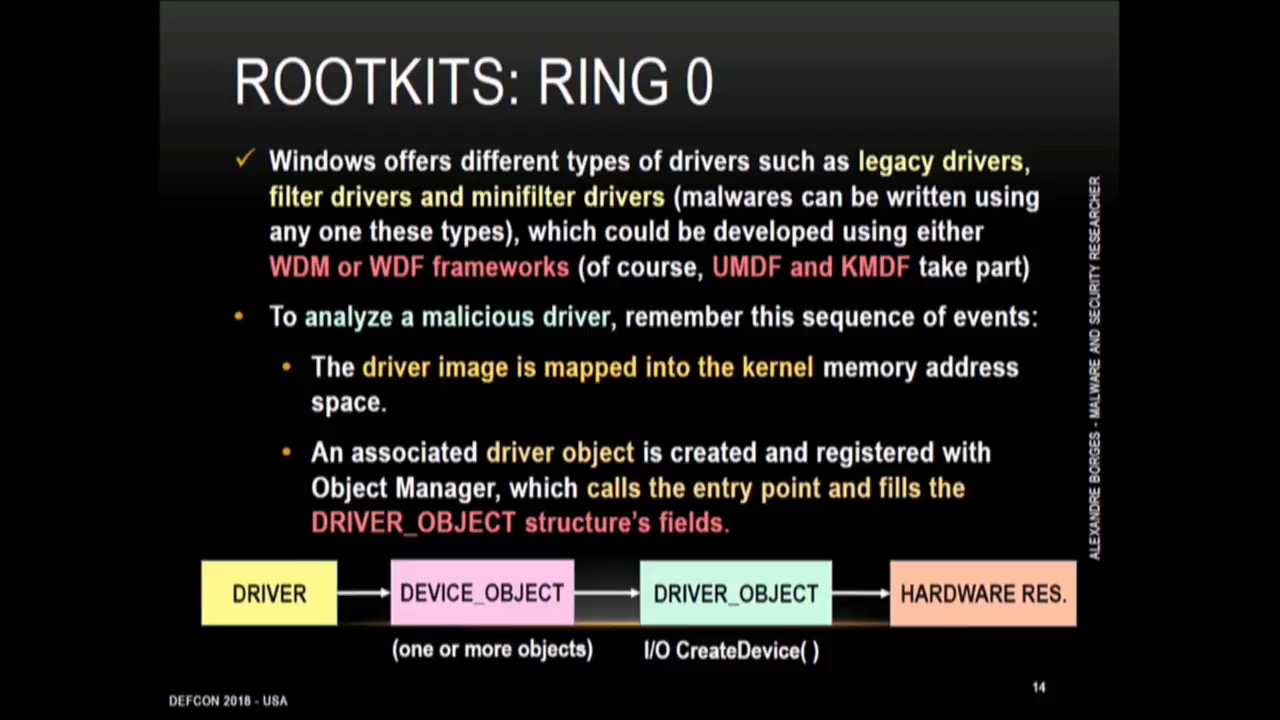 ROOTKITS: RING 0
✓ Windows offers different types of drivers such as legacy drivers,
filter drivers and minifilter drivers (malwares can be written using
any one these types), which could be developed using either
WDM or WDF frameworks (of course, UMDF and KMDF take part)
• To analyze a malicious driver, remember this sequence of events:
• The driver image is mapped into the kernel memory address
space.
• An associated driver object is created and registered with
Object Manager, which calls the entry point and fills the
DRIVER_OBJECT structure's fields.
DRIVER
DEVICE_OBJECT
DRIVER_OBJECT
HARDWARE RES.
(one or more objects)
I/O CreateDevice( )
ALEXANDRE BORGES - MALWARE AND SECURITY RESEARCHER
DEFCON 2018 - USA
14